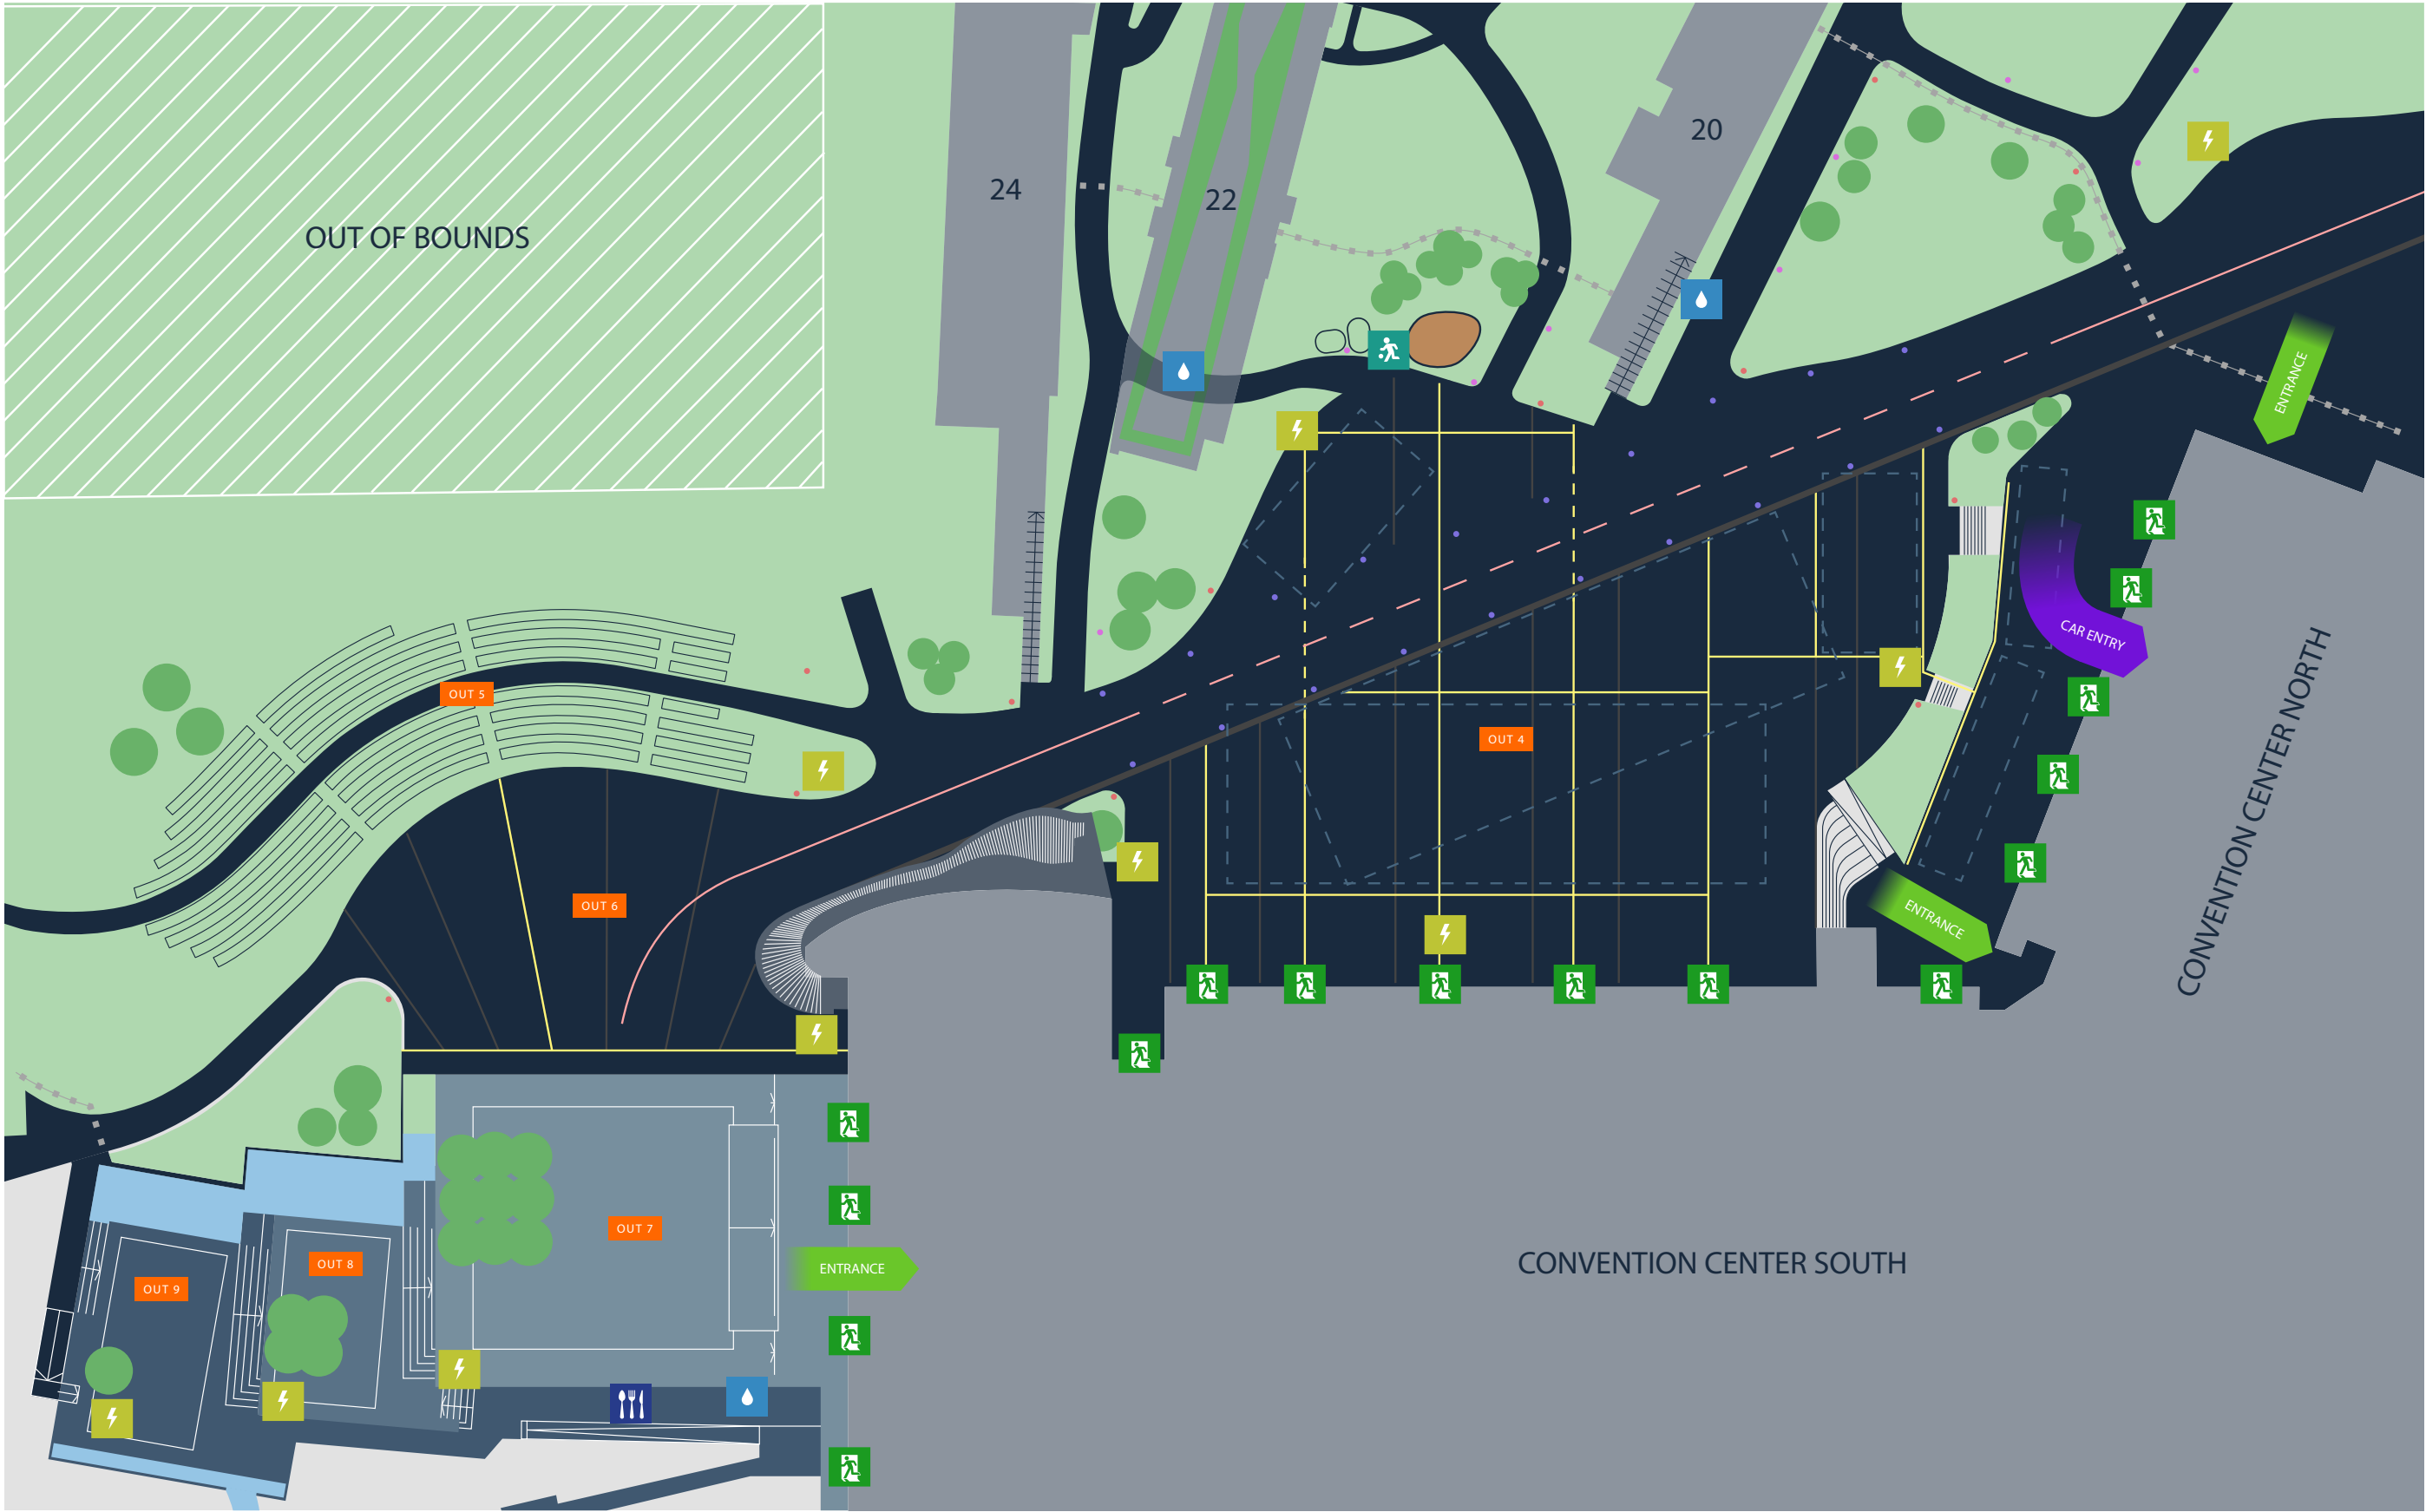 20
24
22
OUT OF BOUNDS
ENTRANCE
CAR ENTRY
OUT 5
OUT 4
CONVENTION CENTER NORTH
OUT 6
ENTRANCE
OUT 7
OUT 8
ENTRANCE
OUT 9
CONVENTION CENTER SOUTH